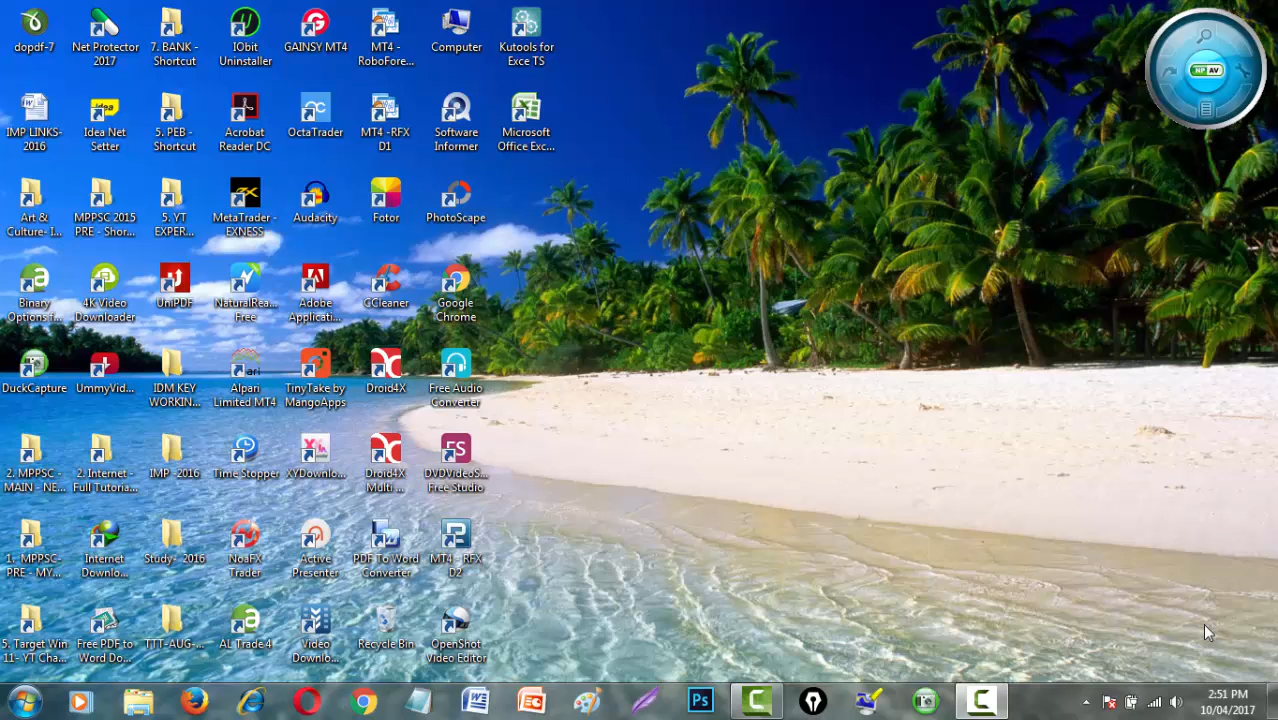 dopdf-7
Net Protector
2017
7. BANK -
Shortcut
IObit
Uninstaller
GAINSY MT4
MT4 -
RoboFore...
Computer
Kutools for
Exce TS
NP AV
IMP LINKS-
2016
idea
Idea Net
Setter
5. PEB -
Shortcut
Acrobat
Reader DC
OctaTrader
MT4 -RFX
D1
Software
Informer
Microsoft
Office Exc...
Art &
Culture- I...
MPPSC 2015
PRE - Shor...
5. YT
EXPER...
MetaTrader -
EXNESS
Audacity
Fotor
PhotoScape
Binary
Options f...
4K Video
Downloader
UniPDF
NaturalRea...
Free
Adobe
Applicati...
CCleaner
Google
Chrome
DuckCapture
UmmyVid...
IDM KEY
WORKIN...
Alpari
Limited MT4
TinyTake by
MangoApps
Droid4X
Free Audio
Converter
2. MPPSC -
MAIN - NE...
2. Internet -
Full Tutoria...
IMP -2016
Time Stopper
XYDownlo...
Droid4X
Multi ...
FS
DVDVideoS...
Free Studio
1. MPPSC-
PRE - MY...
Internet
Downlo...
Study- 2016
NoaFX
Trader
Active
Presenter
PDF To Word
Converter
MT4 - RFX
D2
5. Target Win
11- YT Cha...
Free PDF to
Word Do...
TTT-AUG-...
AL Trade 4
Video
Downlo...
Recycle Bin
OpenShot
Video Editor
Ps
2:51 PM
10/04/2017